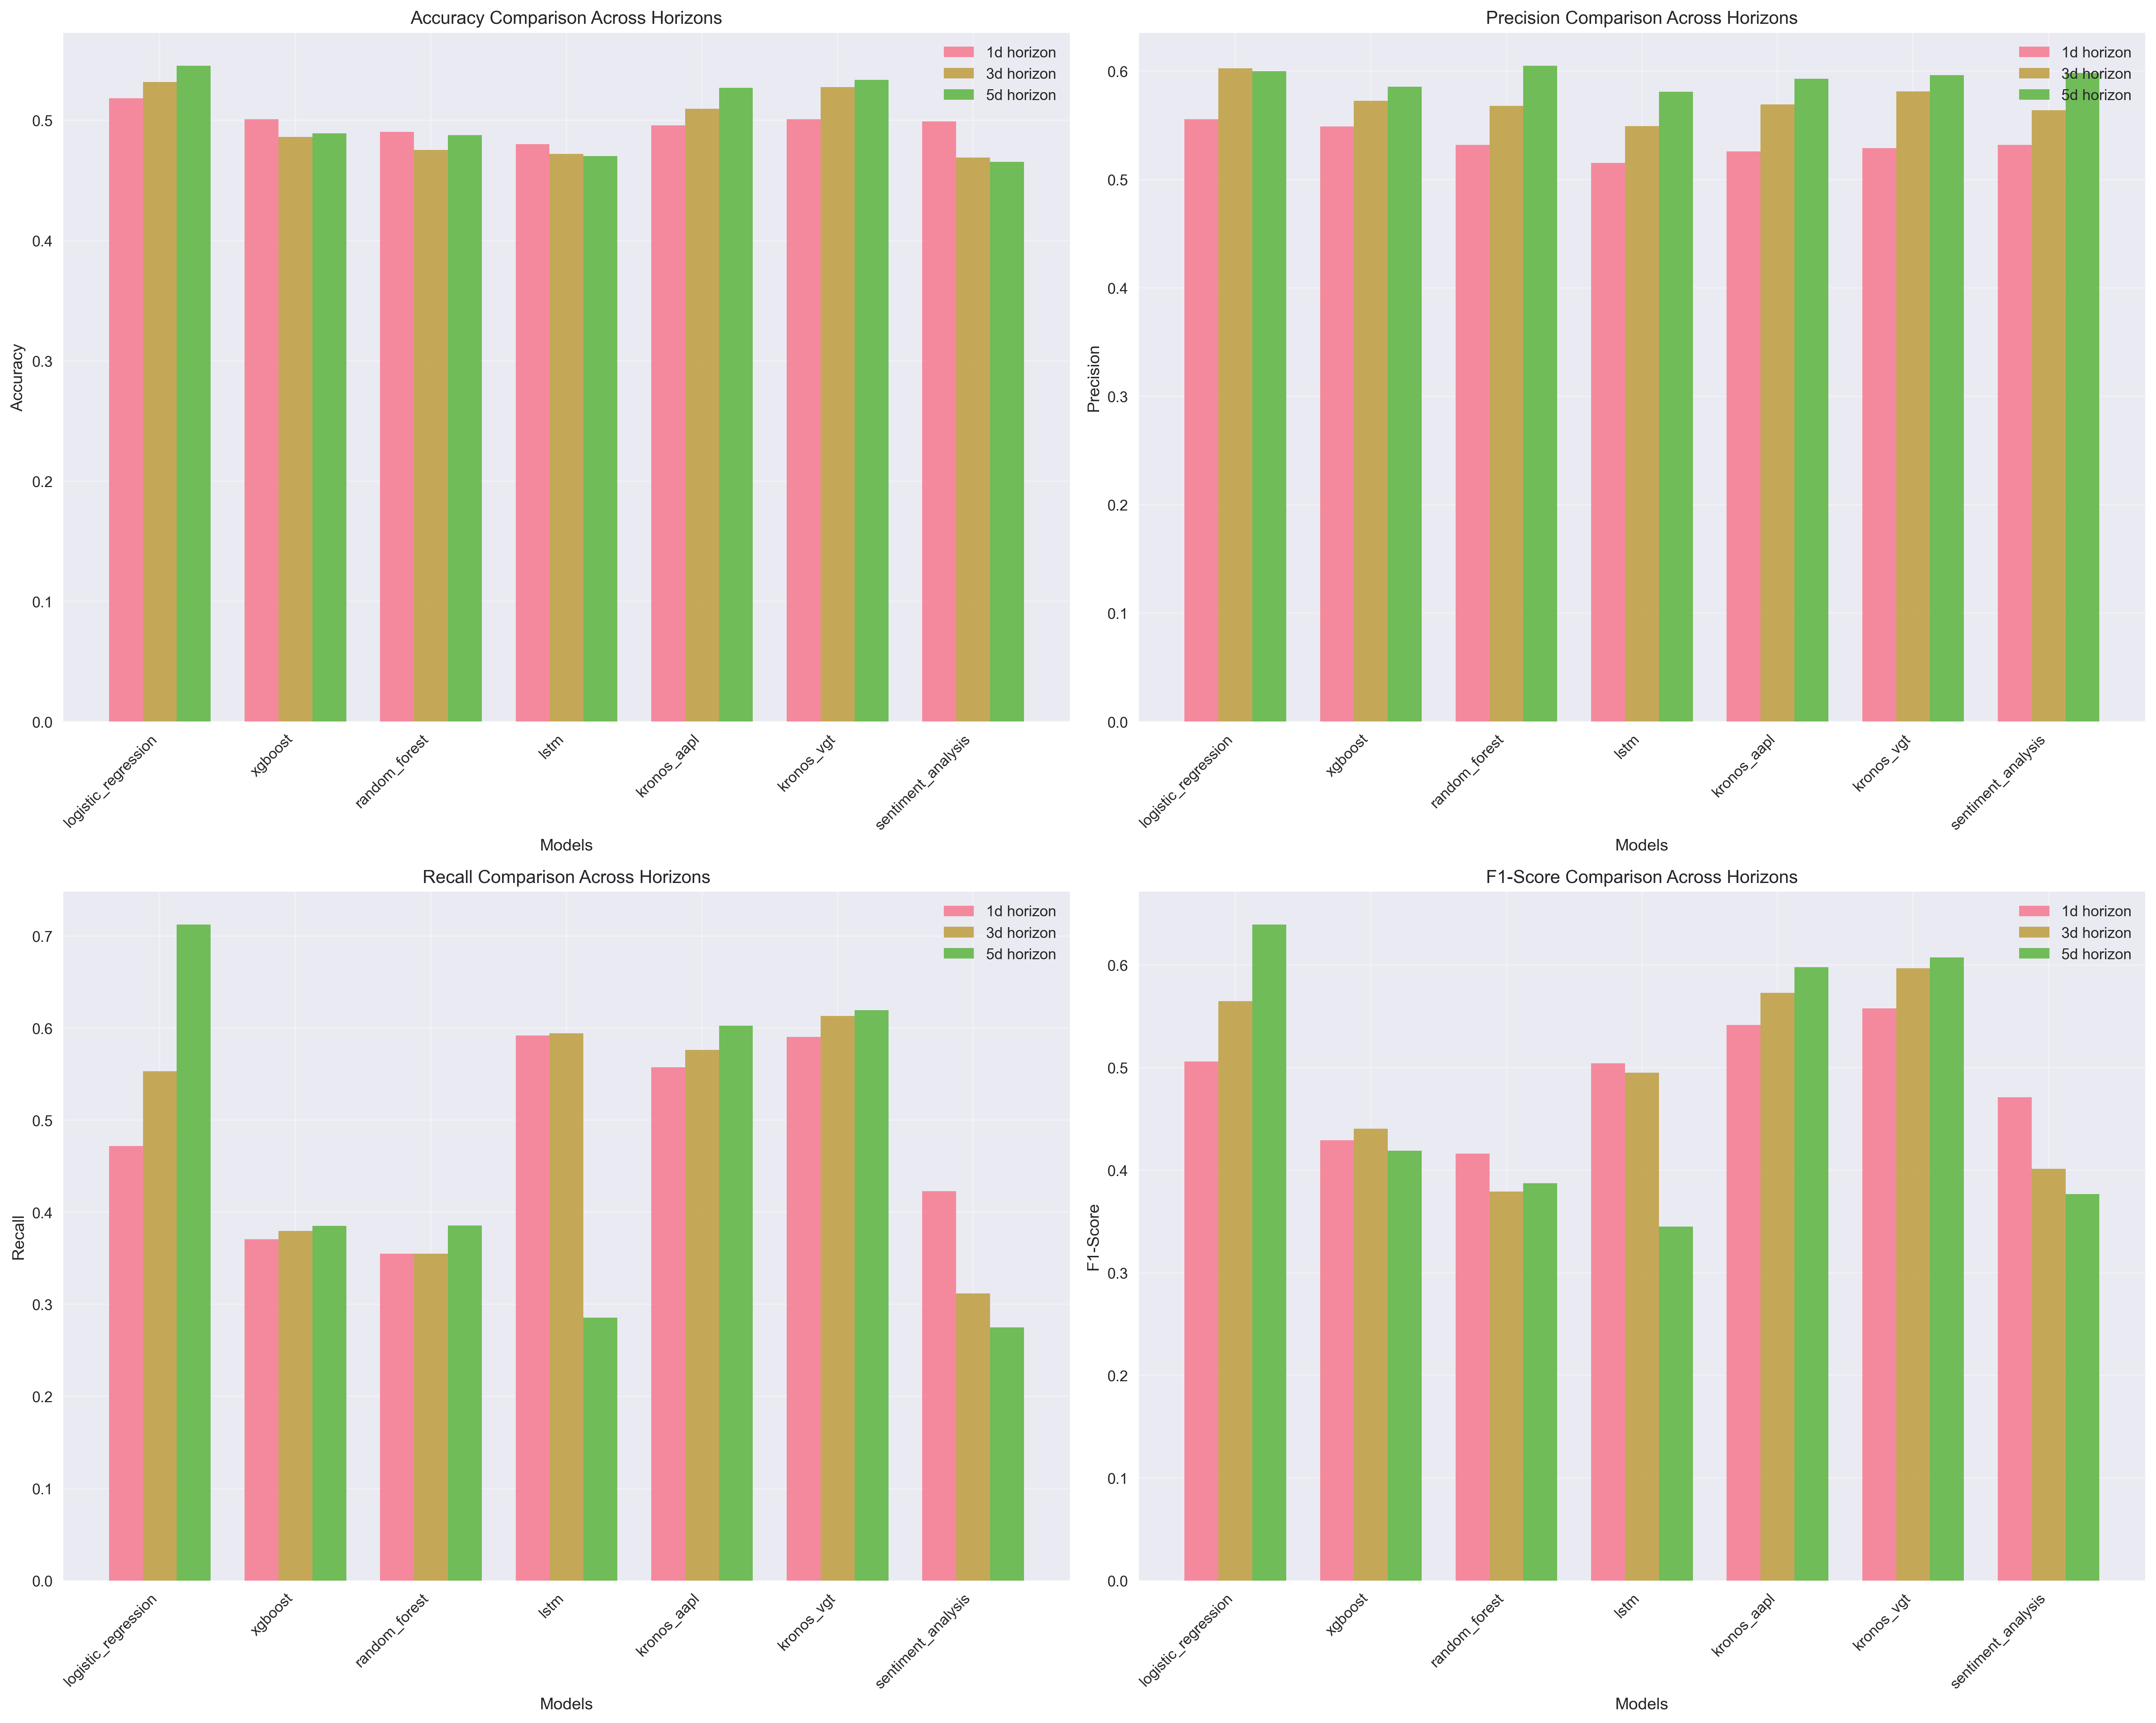 Accuracy Comparison Across Horizons
1d horizon
3d horizon
5d horizon
Accuracy
0.5
0.4
0.3
0.2
0.1
0.0
logistic_regression
xgboost
random_forest
lstm
kronos_aapl
kronos_vgt
sentiment_analysis
Models
Precision Comparison Across Horizons
1d horizon
3d horizon
5d horizon
Precision
0.6
0.5
0.4
0.3
0.2
0.1
0.0
logistic_regression
xgboost
random_forest
lstm
kronos_aapl
kronos_vgt
sentiment_analysis
Models
Recall Comparison Across Horizons
1d horizon
3d horizon
5d horizon
Recall
0.7
0.6
0.5
0.4
0.3
0.2
0.1
0.0
logistic_regression
xgboost
random_forest
lstm
kronos_aapl
kronos_vgt
sentiment_analysis
Models
F1-Score Comparison Across Horizons
1d horizon
3d horizon
5d horizon
F1-Score
0.6
0.5
0.4
0.3
0.2
0.1
0.0
logistic_regression
xgboost
random_forest
lstm
kronos_aapl
kronos_vgt
sentiment_analysis
Models